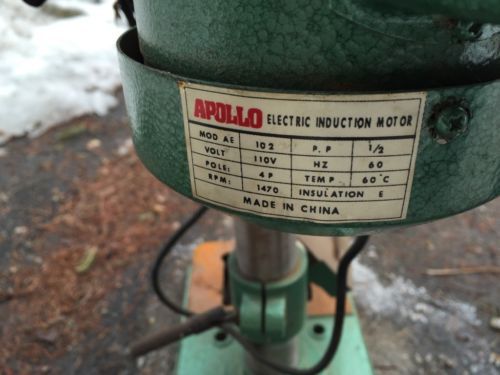 APOLLO ELECTRIC INDUCTION MOTOR
MOD AE 102 P.P 1/2
VOLT 110V HZ 60
POLE: 4P TEMP 60°C
RPM: 1470 INSULATION E
MADE IN CHINA